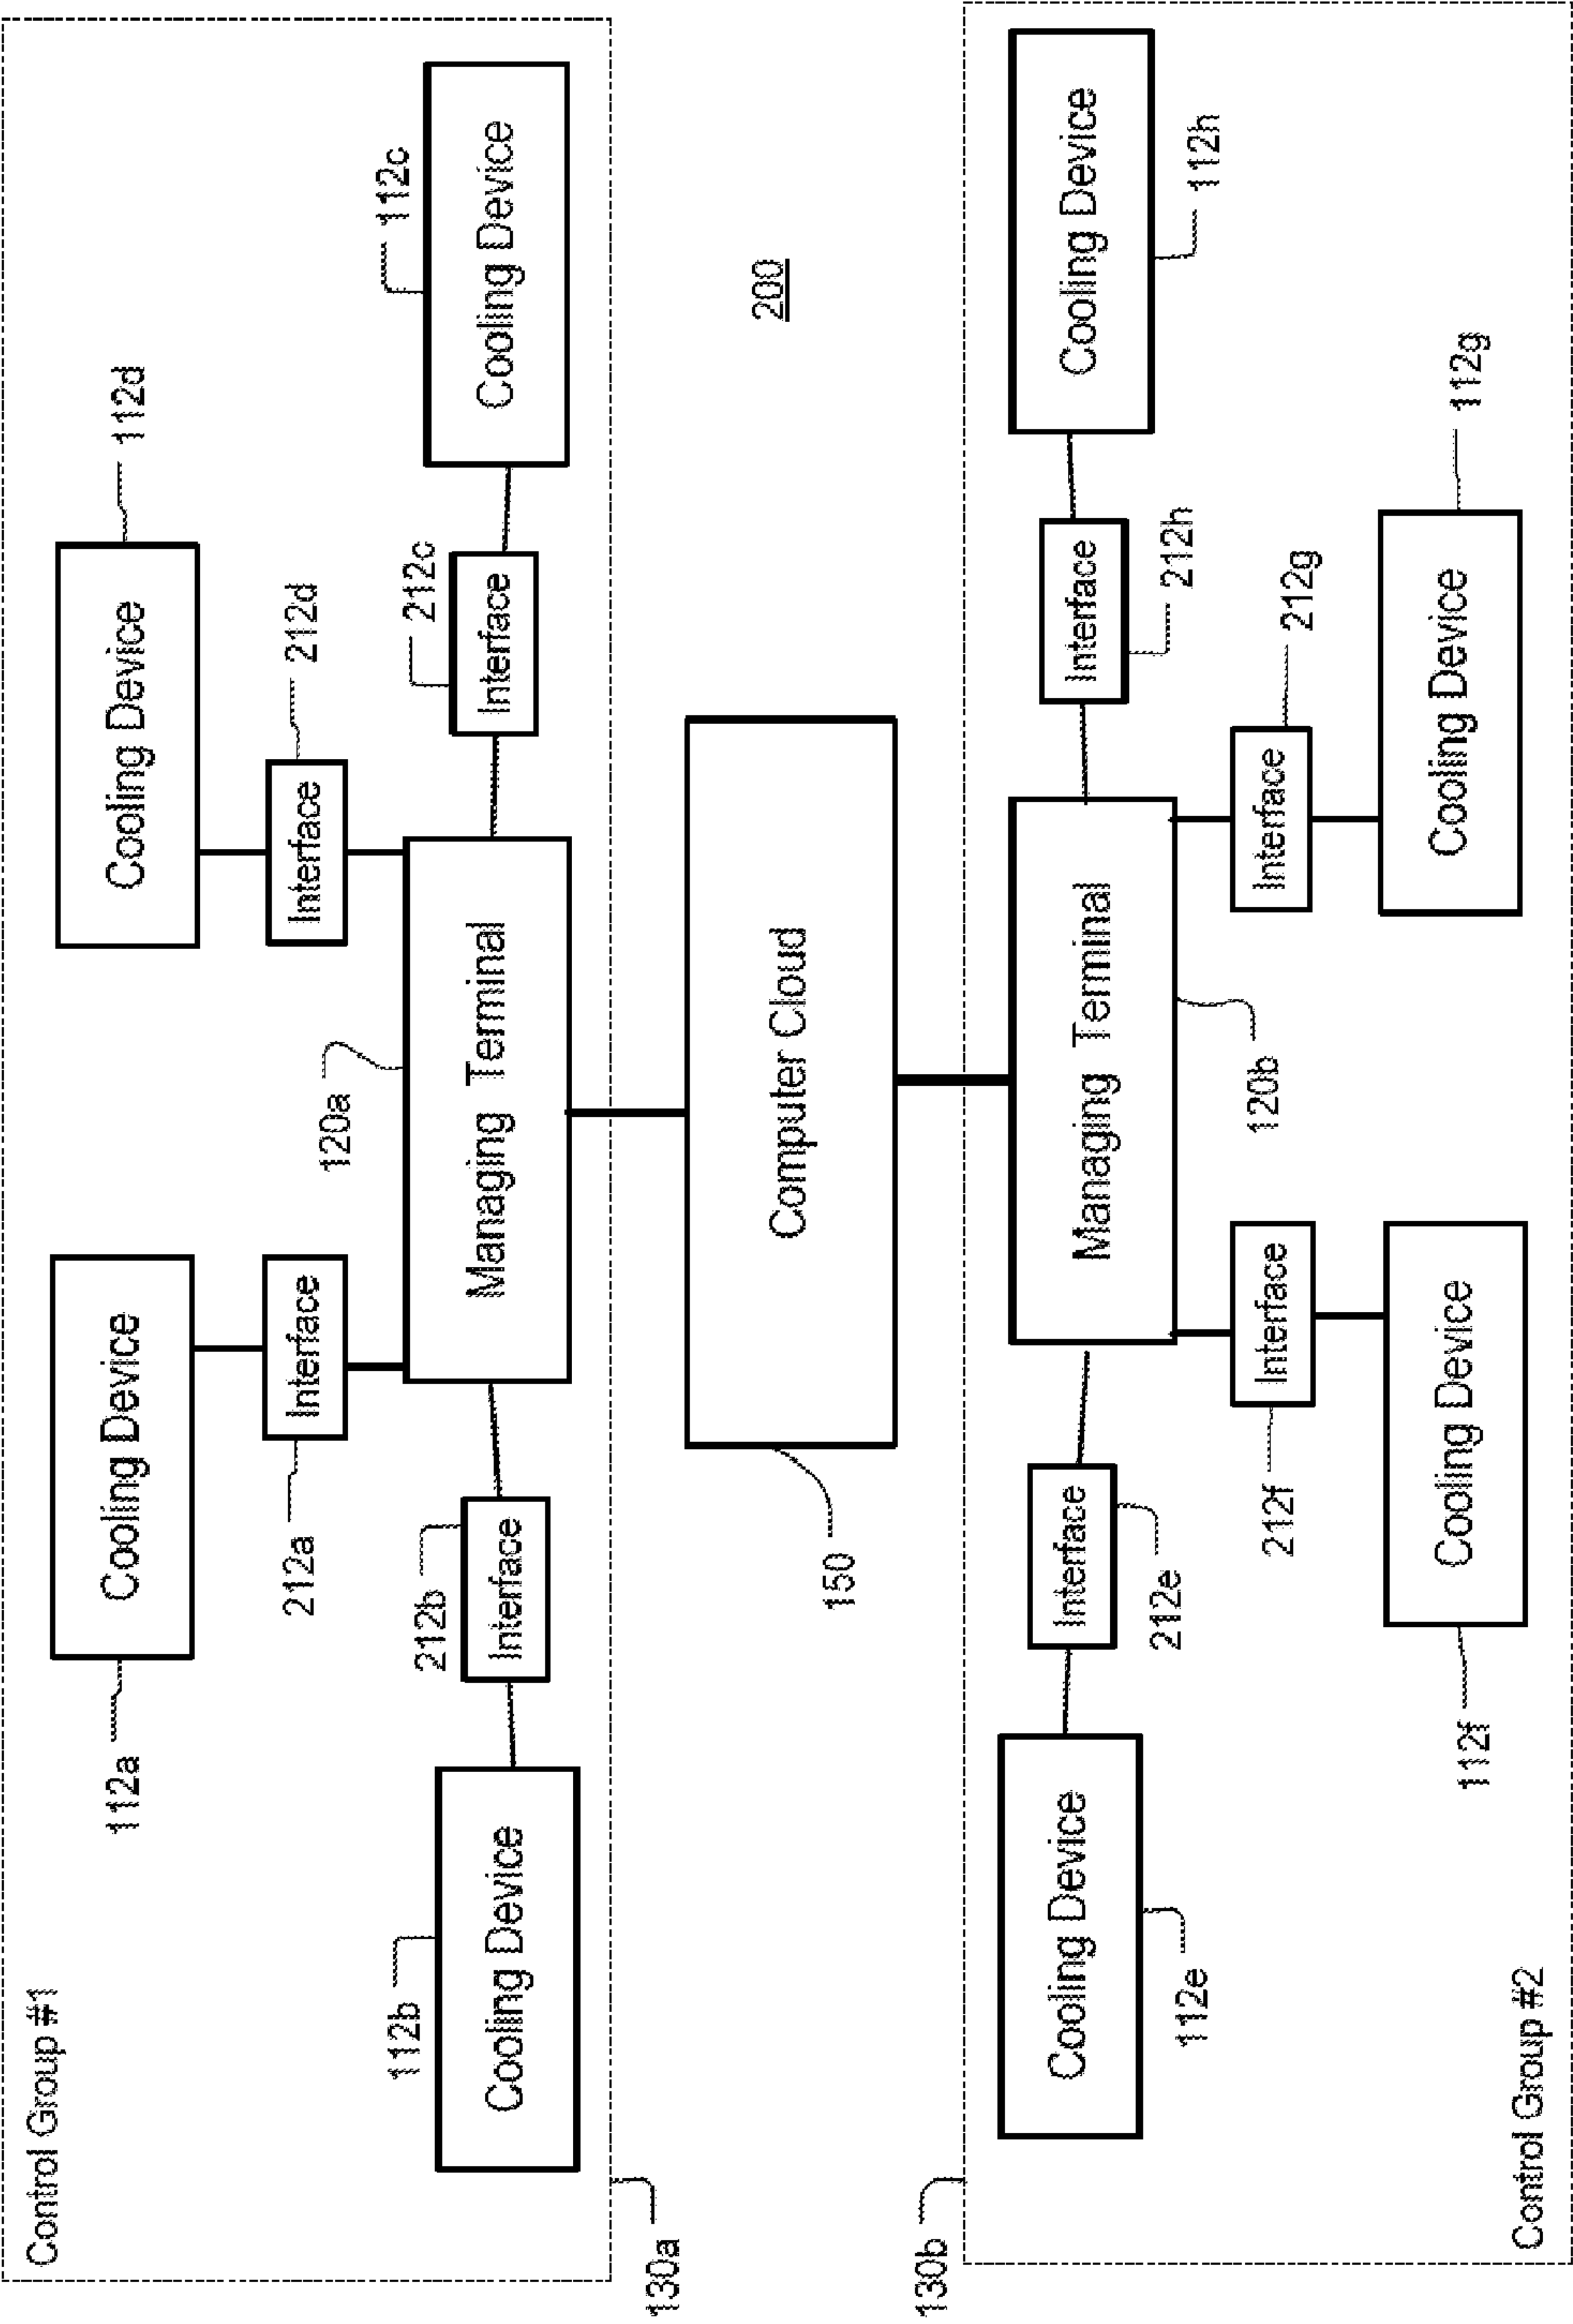 Control Group #1
112a
Cooling Device
112d
Cooling Device
212a
Interface
212d
Interface
120a
112b
Cooling Device
212b
Interface
Managing Terminal
212c
Interface
112c
Cooling Device
130a
150
Computer Cloud
200
130b
Cooling Device
112e
Interface
212e
Managing Terminal
120b
Interface
212h
Cooling Device
112h
Interface
212f
Interface
212g
Cooling Device
112f
Cooling Device
112g
Control Group #2